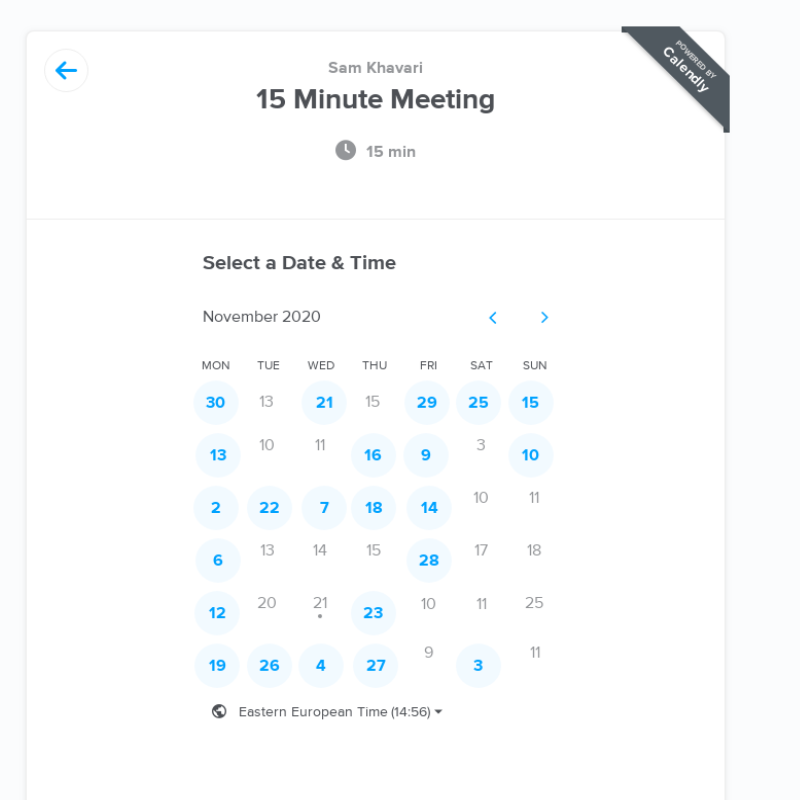 POWERED BY
Calendly
Sam Khavari
15 Minute Meeting
15 min
Select a Date & Time
November 2020
MON TUE WED THU FRI SAT SUN
30 13 21 15 29 25 15
13 10 11 16 9 3 10
2 22 7 18 14 10 11
6 13 14 15 28 17 18
12 20 21 23 10 11 25
19 26 4 27 9 3 11
Eastern European Time (14:56)